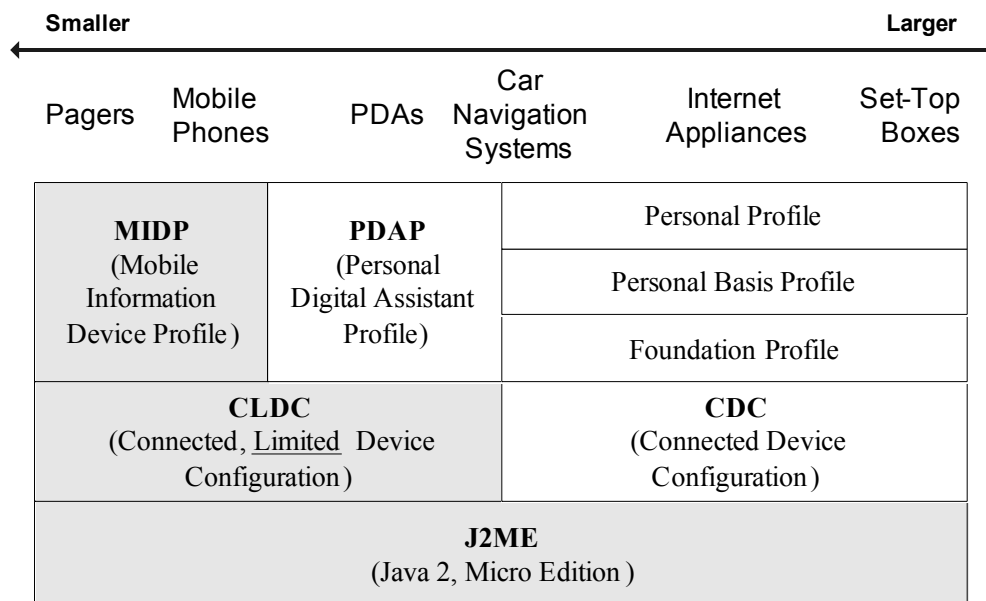 Smaller
Larger
Pagers
Mobile
Phones
PDAs
Car
Navigation
Systems
Internet
Appliances
Set-Top
Boxes
MIDP
(Mobile
Information
Device Profile)
PDAP
(Personal
Digital Assistant
Profile)
Personal Profile
Personal Basis Profile
Foundation Profile
CLDC
(Connected, Limited Device
Configuration)
CDC
(Connected Device
Configuration)
J2ME
(Java 2, Micro Edition)